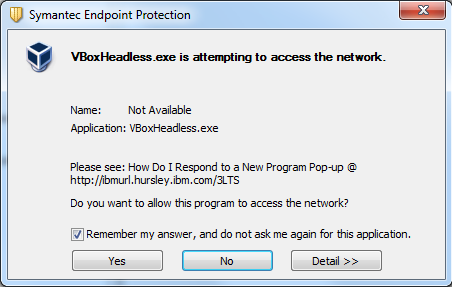 Symantec Endpoint Protection
VBoxHeadless.exe is attempting to access the network.
Name: Not Available
Application: VBoxHeadless.exe
Please see: How Do I Respond to a New Program Pop-up @
http://ibmurl.hursley.ibm.com/3LTS
Do you want to allow this program to access the network?
Remember my answer, and do not ask me again for this application.
Yes No Detail >>